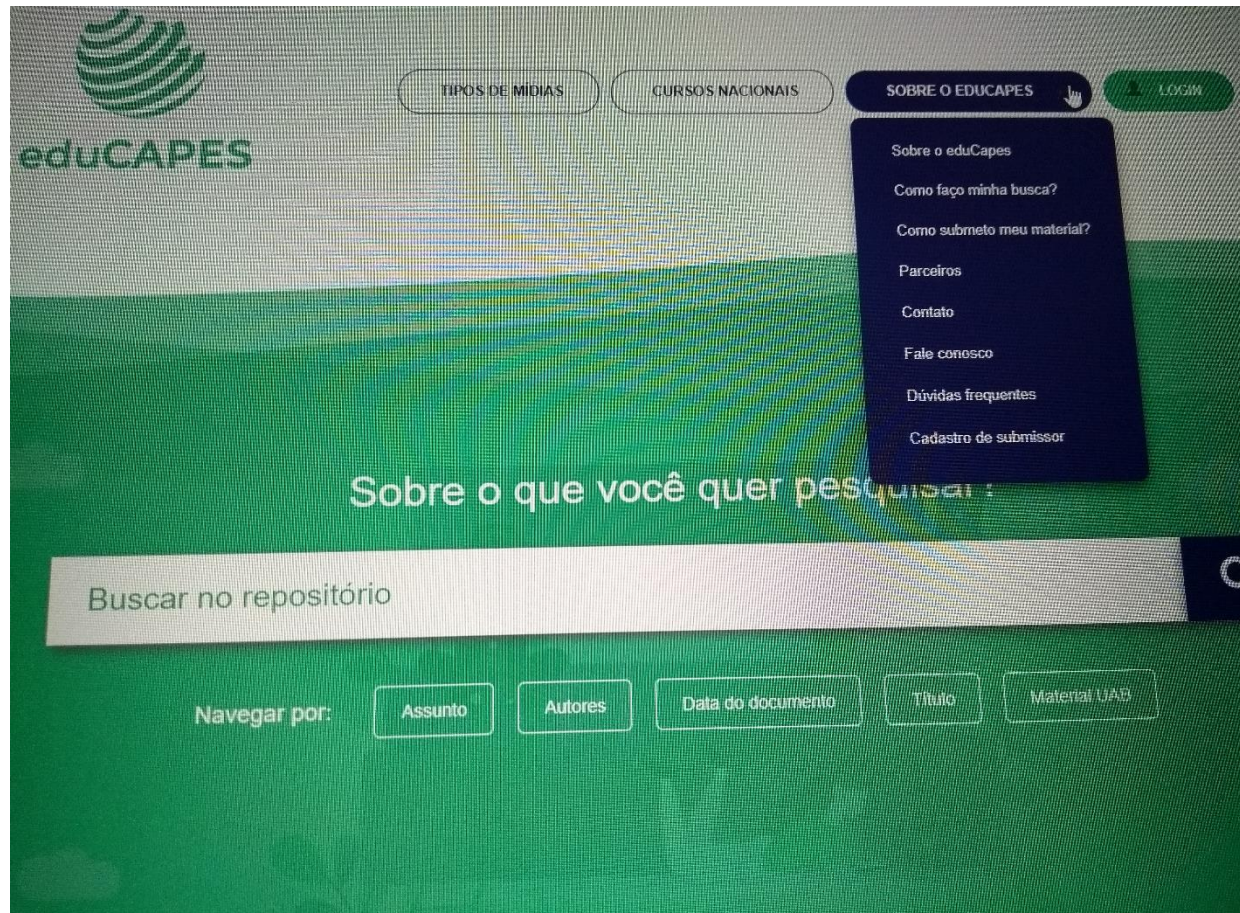 eduCAPES
TIPOS DE MÍDIAS
CURSOS NACIONAIS
SOBRE O EDUCAPES
LOGIN
Sobre o eduCapes
Como faço minha busca?
Como submeto meu material?
Parceiros
Contato
Fale conosco
Dúvidas frequentes
Cadastro de submissor
Sobre o que você quer pesquisar?
Buscar no repositório
Navegar por:
Assunto
Autores
Data do documento
Título
Material UAB